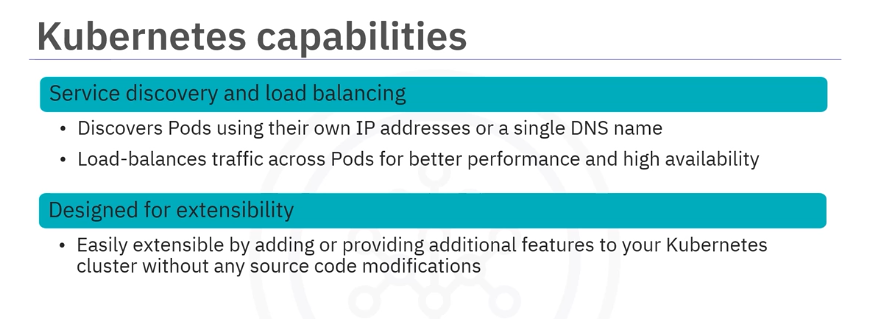 Kubernetes capabilities
Service discovery and load balancing
• Discovers Pods using their own IP addresses or a single DNS name
• Load-balances traffic across Pods for better performance and high availability
Designed for extensibility
• Easily extensible by adding or providing additional features to your Kubernetes
cluster without any source code modifications